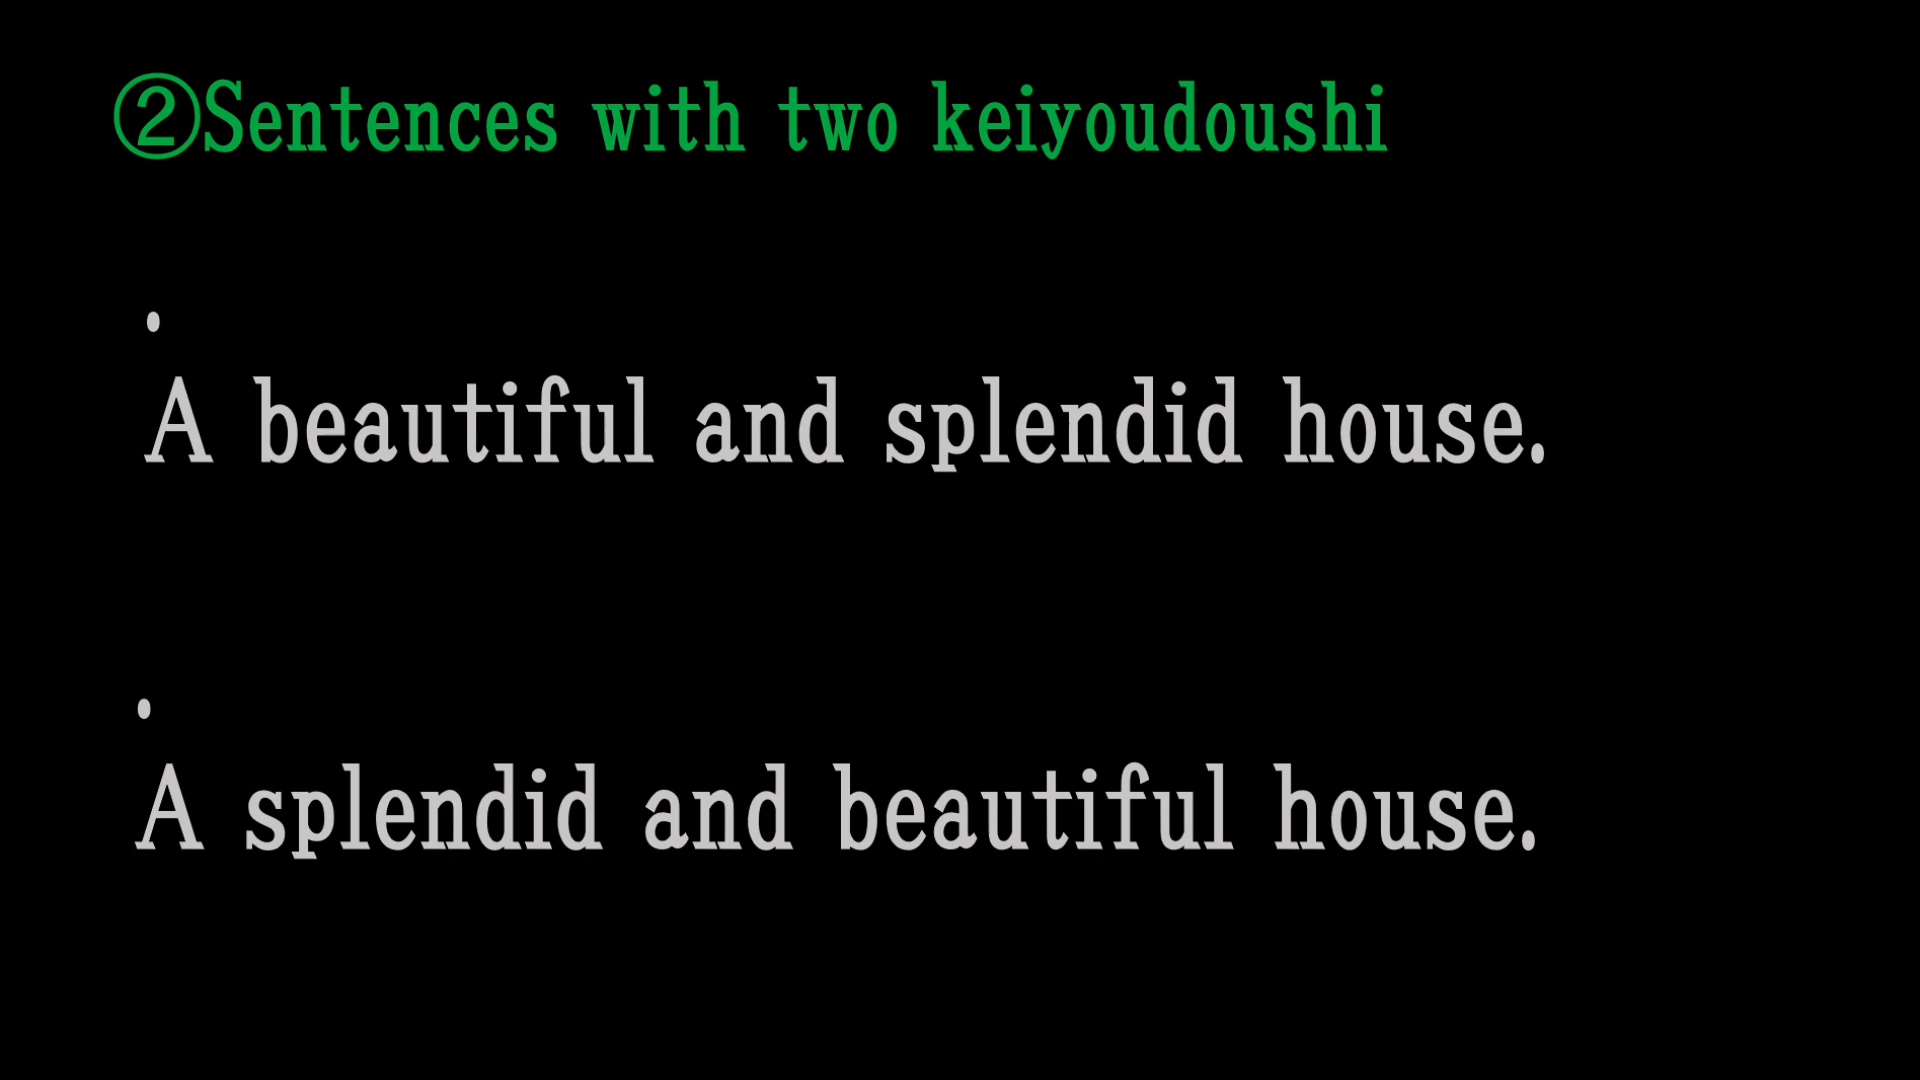 ②Sentences with two keiyoudoushi
・
A beautiful and splendid house.
・
A splendid and beautiful house.